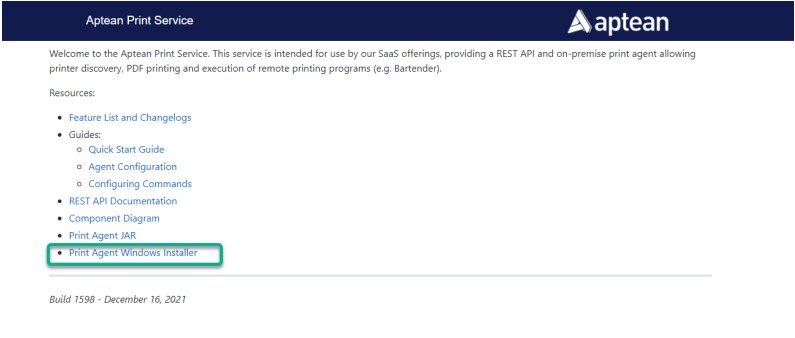 Aptean Print Service
aptean
Welcome to the Aptean Print Service. This service is intended for use by our SaaS offerings, providing a REST API and on-premise print agent allowing
printer discovery, PDF printing and execution of remote printing programs (e.g. Bartender).
Resources:
Feature List and Changelogs
Guides:
Quick Start Guide
Agent Configuration
Configuring Commands
REST API Documentation
Component Diagram
Print Agent JAR
Print Agent Windows Installer
Build 1598 - December 16, 2021